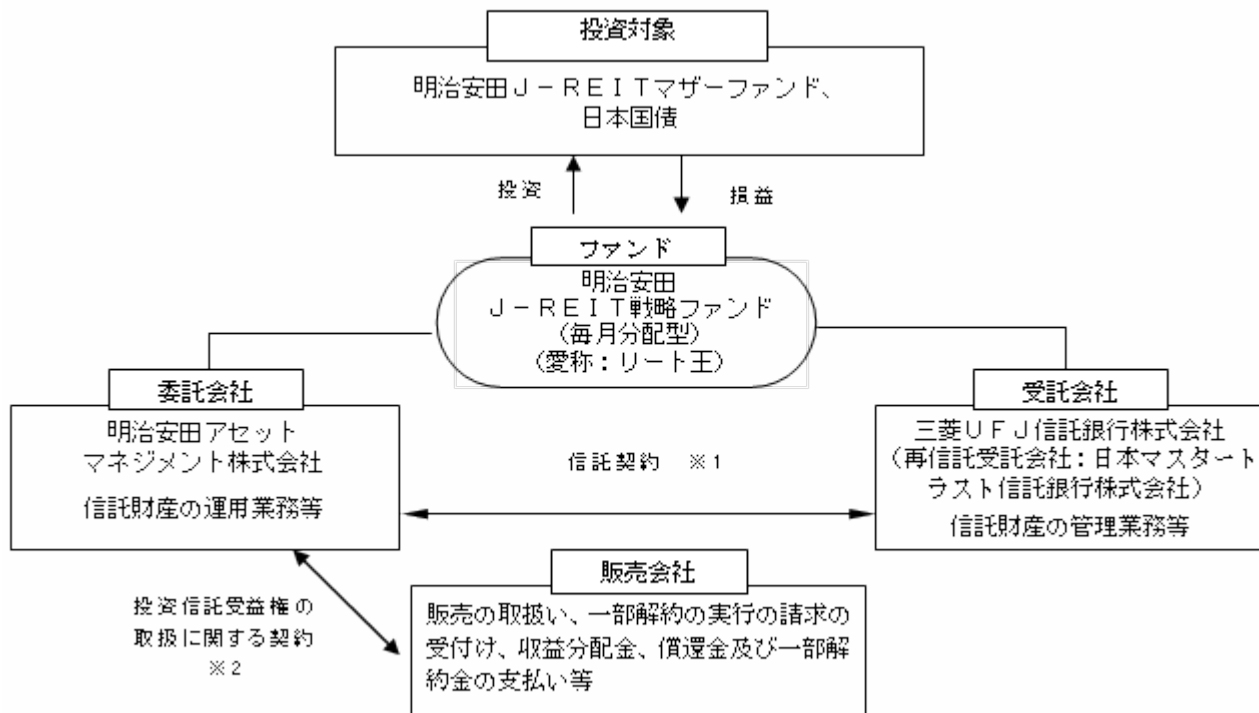 投資対象
明治安田Ｊ－ＲＥＩＴマザーファンド、
日本国債
投資
損益
ファンド
明治安田
Ｊ－ＲＥＩＴ戦略ファンド
（毎月分配型）
（愛称：リート王）
委託会社
明治安田アセット
マネジメント株式会社
信託財産の運用業務等
信託契約　※１
受託会社
三菱ＵＦＪ信託銀行株式会社
（再信託受託会社：日本マスタート
ラスト信託銀行株式会社）
信託財産の管理業務等
投資信託受益権の
取扱に関する契約
※２
販売会社
販売の取扱い、一部解約の実行の請求の
受付け、収益分配金、償還金及び一部解
約金の支払い等